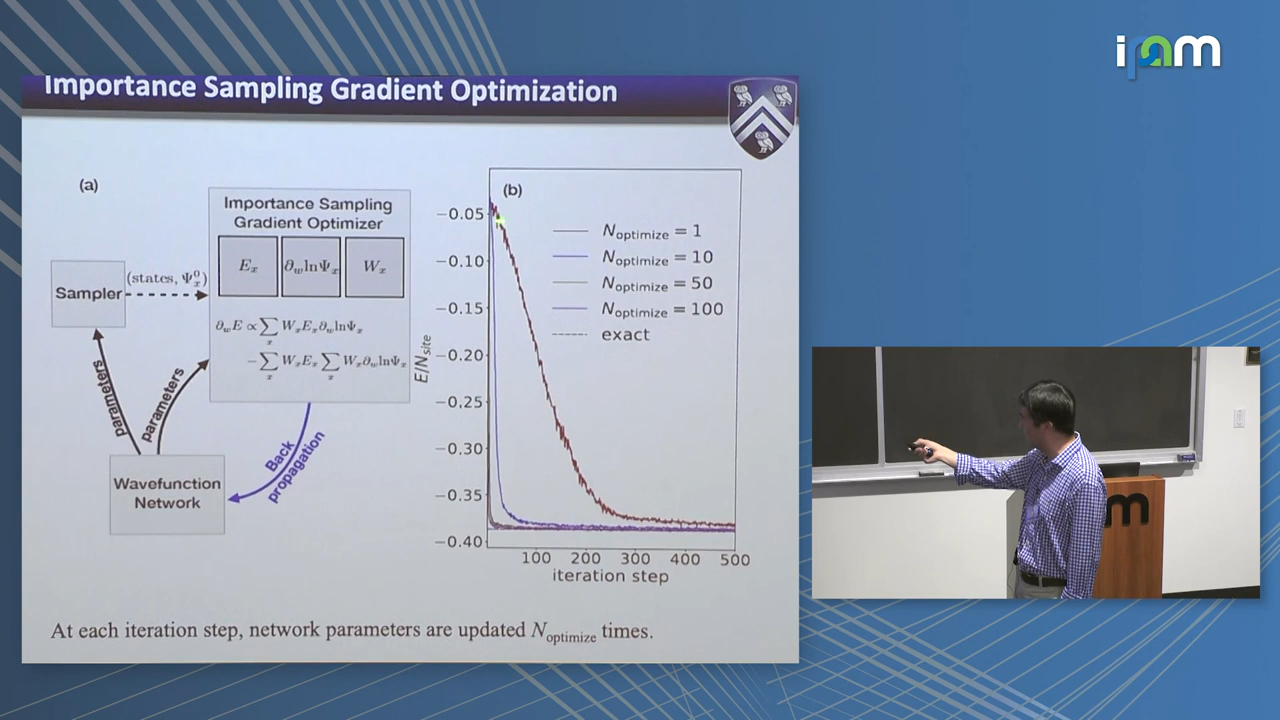 ipam
Importance Sampling Gradient Optimization
(a)
Importance Sampling
Gradient Optimizer
E_x
∂_w lnΨ_x
W_x
(states, Ψ_x^0)
Sampler
∂_w E ∝ ∑_x W_x E_x ∂_w lnΨ_x
− ∑_x W_x E_x ∑_x W_x ∂_w lnΨ_x
parameters
parameters
Back
propagation
Wavefunction
Network
(b)
N_optimize = 1
N_optimize = 10
N_optimize = 50
N_optimize = 100
exact
E/N_site
−0.05
−0.10
−0.15
−0.20
−0.25
−0.30
−0.35
−0.40
100 200 300 400 500
iteration step
At each iteration step, network parameters are updated N_optimize times.
m